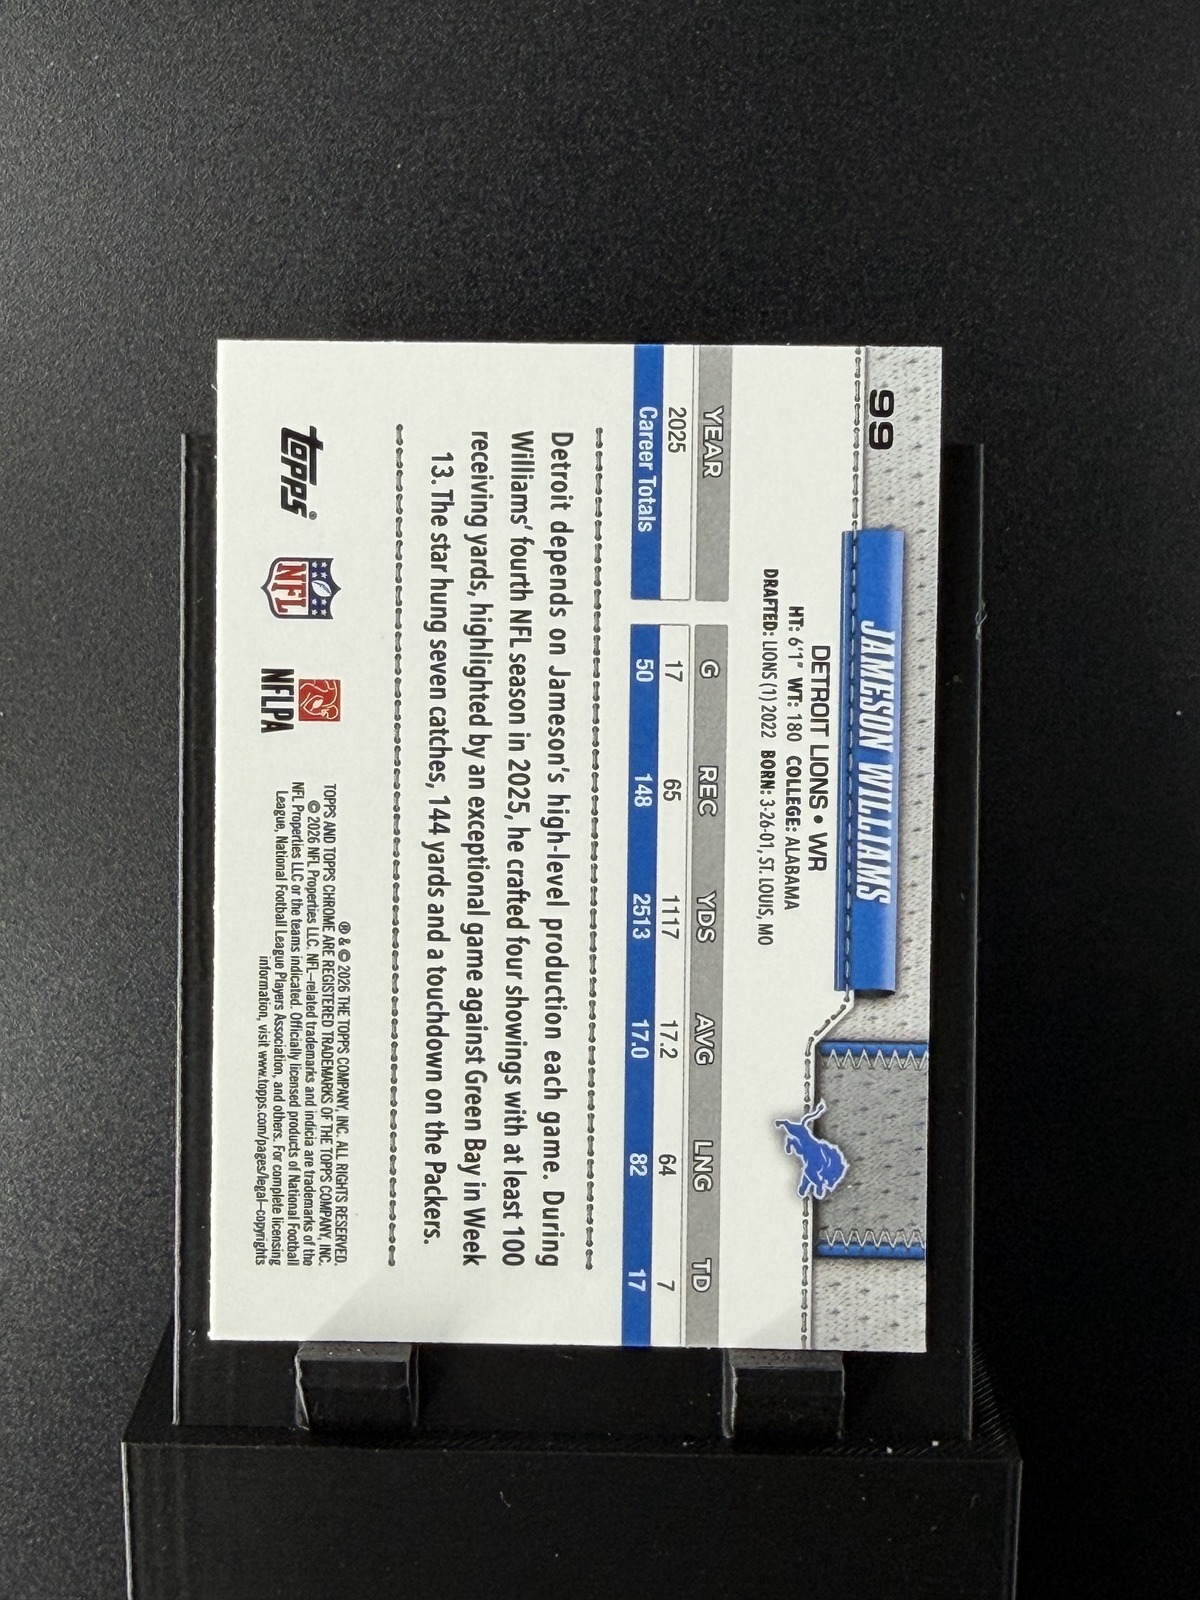 99
JAMESON WILLIAMS
DETROIT LIONS • WR
HT: 6'1" WT: 180 COLLEGE: ALABAMA
DRAFTED: LIONS (1) 2022 BORN: 3-26-01, ST. LOUIS, MO
YEAR G REC YDS AVG LNG TD
2025 17 65 1117 17.2 64 7
Career Totals 50 148 2513 17.0 82 17
Detroit depends on Jameson's high-level production each game. During
Williams' fourth NFL season in 2025, he crafted four showings with at least 100
receiving yards, highlighted by an exceptional game against Green Bay in Week
13. The star hung seven catches, 144 yards and a touchdown on the Packers.
topps®
NFL
NFLPA
® & © 2026 THE TOPPS COMPANY, INC. ALL RIGHTS RESERVED.
TOPPS AND TOPPS CHROME ARE REGISTERED TRADEMARKS OF THE TOPPS COMPANY, INC.
© 2026 NFL Properties LLC. NFL-related trademarks and indicia are trademarks of the
NFL Properties LLC or the teams indicated. Officially licensed products of National Football
League, National Football League Players Association, and others. For complete licensing
information, visit www.topps.com/pages/legal-copyrights